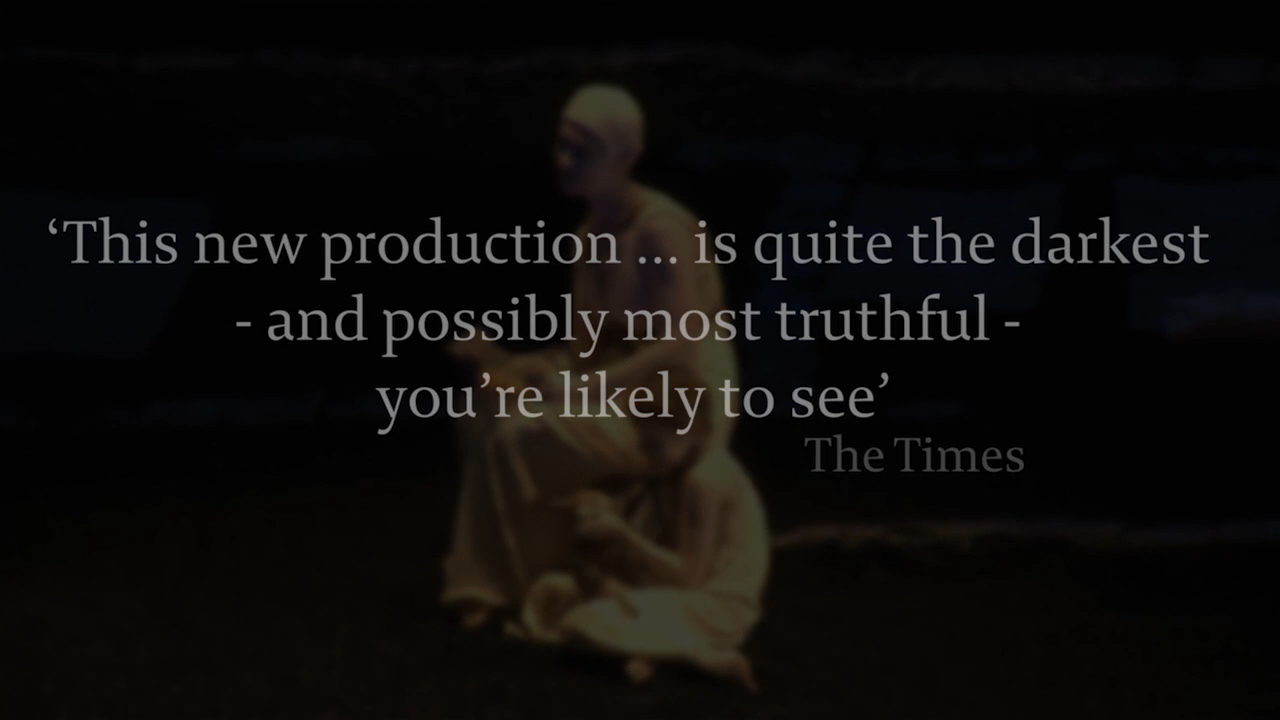 ‘This new production ... is quite the darkest
- and possibly most truthful -
you’re likely to see’
The Times